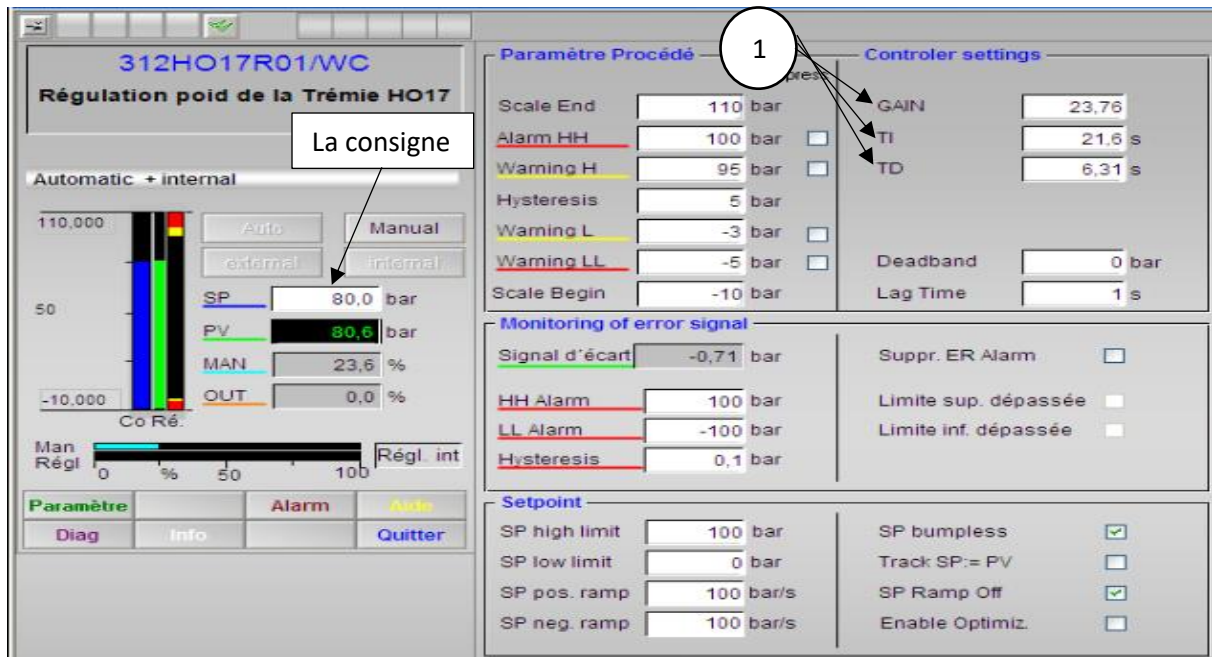 312HO17R01/WC
Régulation poid de la Trémie HO17
La consigne
Automatic + internal
110,000
50
-10,000
Co Ré.
Auto
Manual
external
internal
SP 80,0 bar
PV 80,6 bar
MAN 23,6 %
OUT 0,0 %
Man
Régl
0 % 50 100
Régl. int
Paramètre
Alarm
Aide
Diag
Info
Quitter
1
Paramètre Procédé
press
Scale End 110 bar
Alarm HH 100 bar
Warning H 95 bar
Hysteresis 5 bar
Warning L -3 bar
Warning LL -5 bar
Scale Begin -10 bar
Controler settings
GAIN 23,76
TI 21,6 s
TD 6,31 s
Deadband 0 bar
Lag Time 1 s
Monitoring of error signal
Signal d'écart -0,71 bar
HH Alarm 100 bar
LL Alarm -100 bar
Hysteresis 0,1 bar
Suppr. ER Alarm
Limite sup. dépassée
Limite inf. dépassée
Setpoint
SP high limit 100 bar
SP low limit 0 bar
SP pos. ramp 100 bar/s
SP neg. ramp 100 bar/s
SP bumpless
Track SP:= PV
SP Ramp Off
Enable Optimiz.